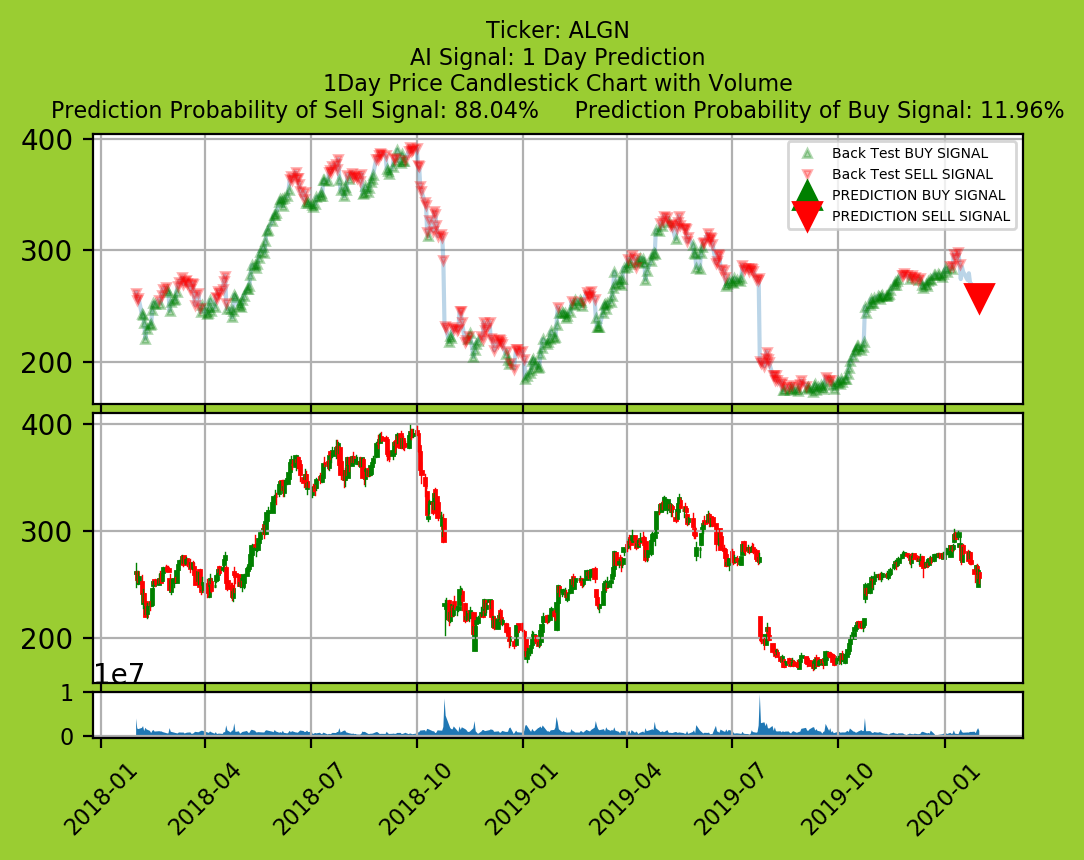 Ticker: ALGN
AI Signal: 1 Day Prediction
1Day Price Candlestick Chart with Volume
Prediction Probability of Sell Signal: 88.04% Prediction Probability of Buy Signal: 11.96%
400
300
200
Back Test BUY SIGNAL
Back Test SELL SIGNAL
PREDICTION BUY SIGNAL
PREDICTION SELL SIGNAL
400
300
200
1e7
1
0
2018-01
2018-04
2018-07
2018-10
2019-01
2019-04
2019-07
2019-10
2020-01